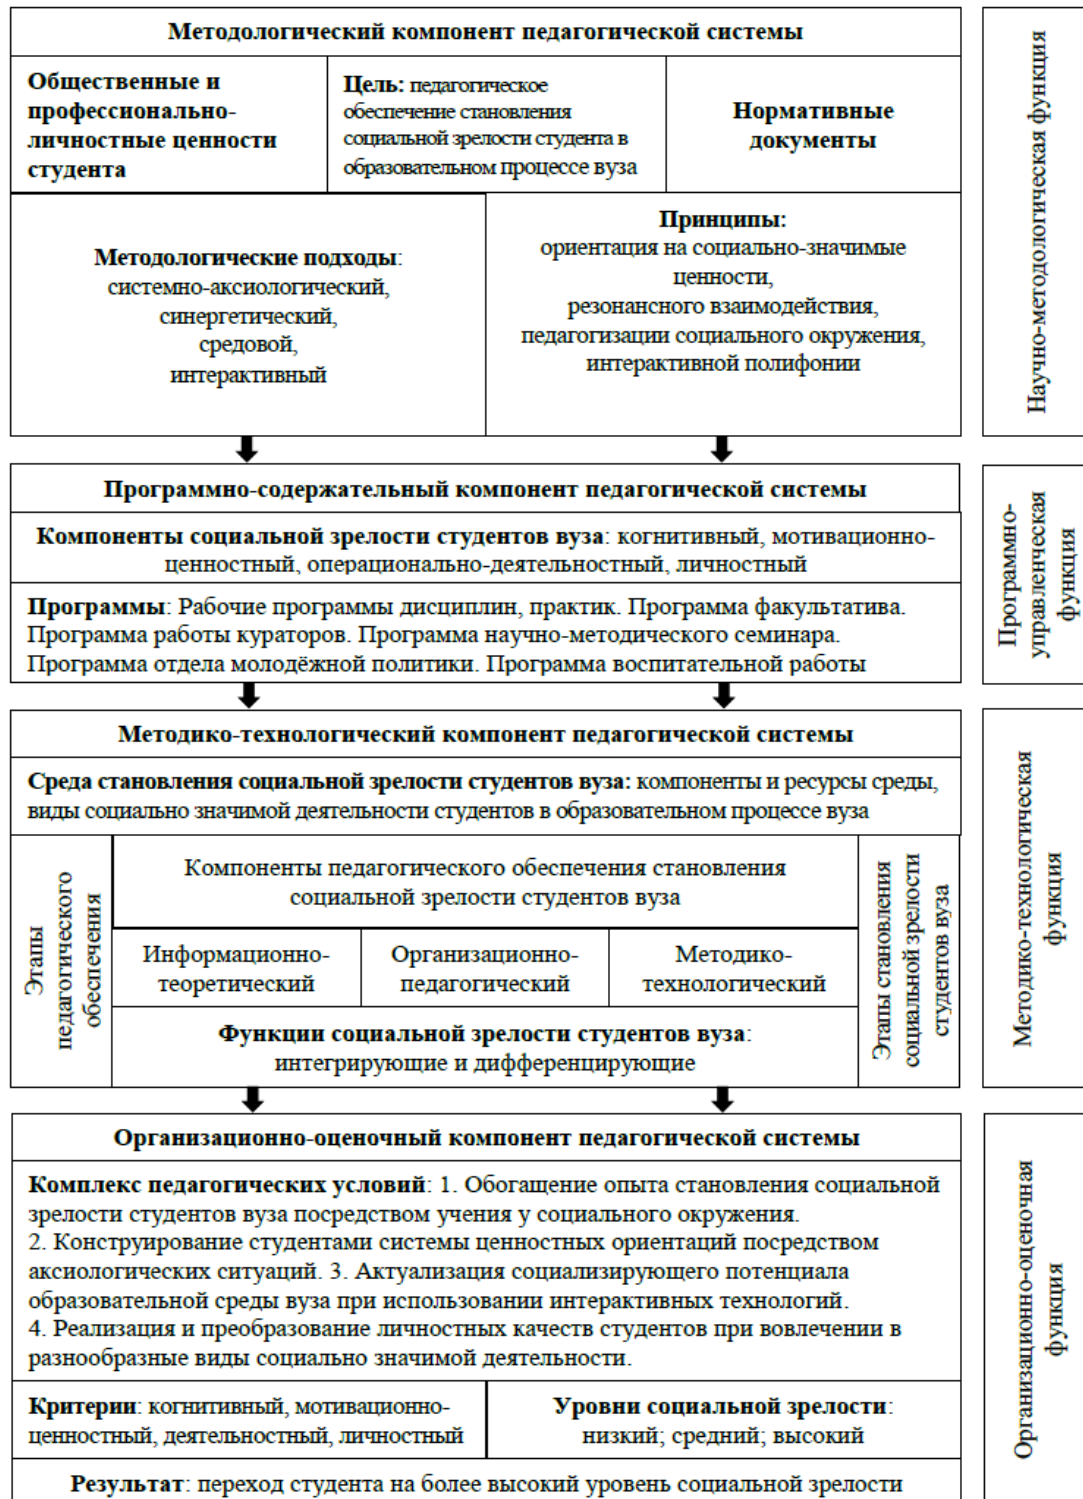 Методологический компонент педагогической системы
Общественные и
профессионально-
личностные ценности
студента
Цель: педагогическое
обеспечение становления
социальной зрелости студента в
образовательном процессе вуза
Нормативные
документы
Методологические подходы:
системно-аксиологический,
синергетический,
средовой,
интерактивный
Принципы:
ориентация на социально-значимые
ценности,
резонансного взаимодействия,
педагогизации социального окружения,
интерактивной полифонии
Научно-методологическая функция
Программно-содержательный компонент педагогической системы
Компоненты социальной зрелости студентов вуза: когнитивный, мотивационно-
ценностный, операционально-деятельностный, личностный
Программы: Рабочие программы дисциплин, практик. Программа факультатива.
Программа работы кураторов. Программа научно-методического семинара.
Программа отдела молодёжной политики. Программа воспитательной работы
Программно-
управленческая
функция
Методико-технологический компонент педагогической системы
Среда становления социальной зрелости студентов вуза: компоненты и ресурсы среды,
виды социально значимой деятельности студентов в образовательном процессе вуза
Этапы
педагогического
обеспечения
Компоненты педагогического обеспечения становления
социальной зрелости студентов вуза
Информационно-
теоретический
Организационно-
педагогический
Методико-
технологический
Функции социальной зрелости студентов вуза:
интегрирующие и дифференцирующие
Этапы становления
социальной зрелости
студентов вуза
Методико-технологическая
функция
Организационно-оценочный компонент педагогической системы
Комплекс педагогических условий: 1. Обогащение опыта становления социальной
зрелости студентов вуза посредством учения у социального окружения.
2. Конструирование студентами системы ценностных ориентаций посредством
аксиологических ситуаций. 3. Актуализация социализирующего потенциала
образовательной среды вуза при использовании интерактивных технологий.
4. Реализация и преобразование личностных качеств студентов при вовлечении в
разнообразные виды социально значимой деятельности.
Критерии: когнитивный, мотивационно-
ценностный, деятельностный, личностный
Уровни социальной зрелости:
низкий; средний; высокий
Результат: переход студента на более высокий уровень социальной зрелости
Организационно-оценочная
функция